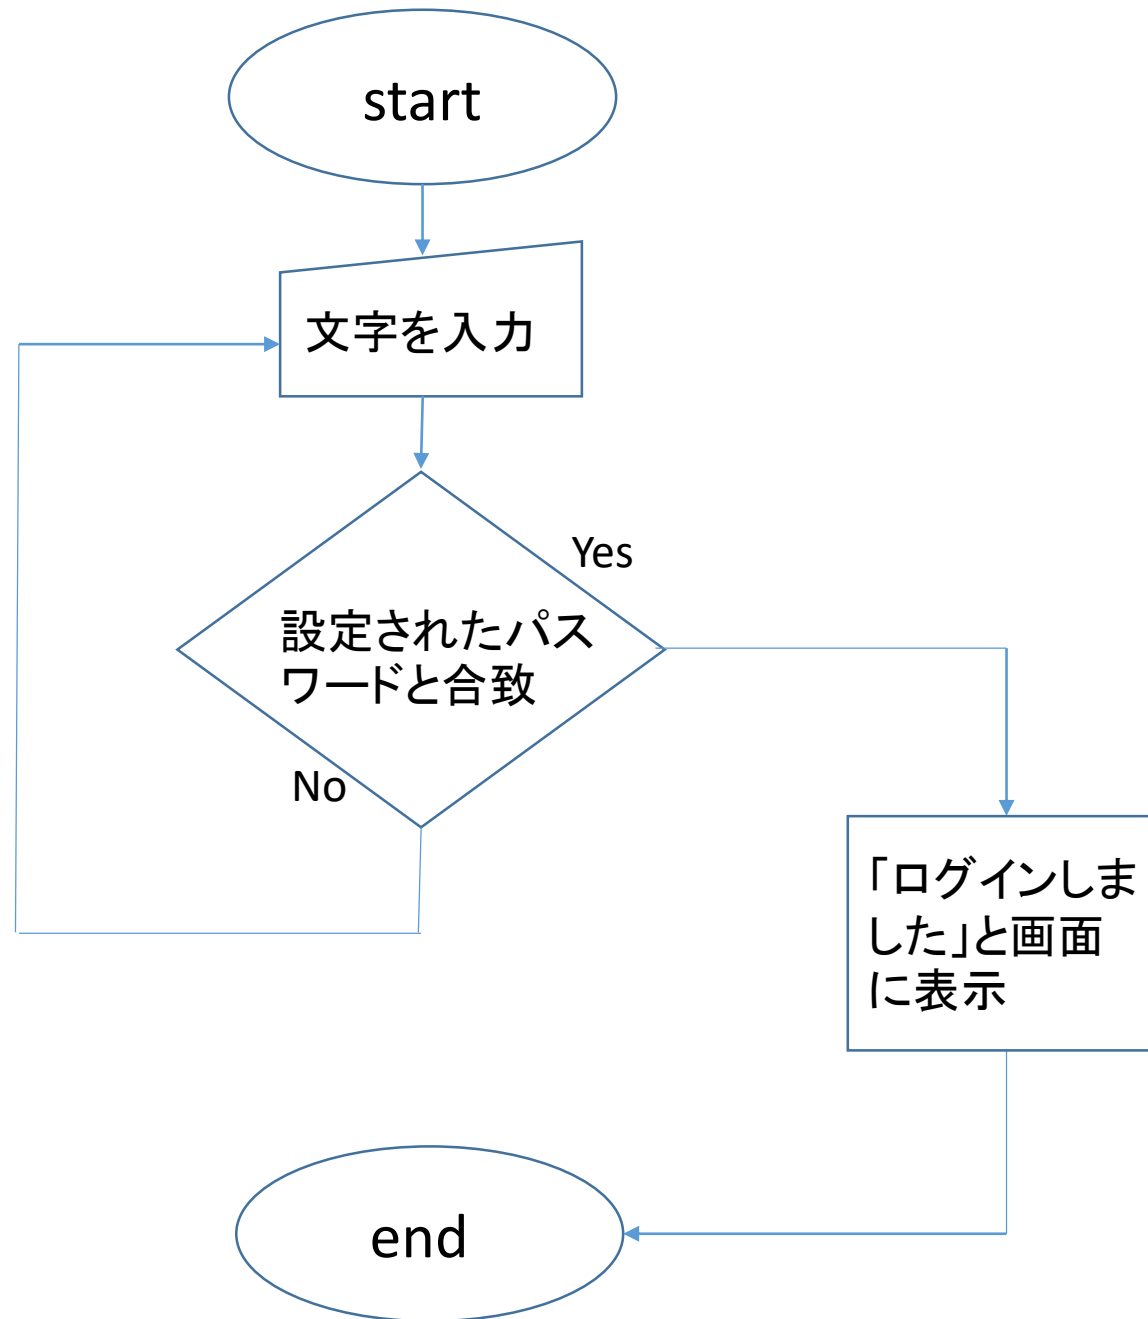 start
文字を入力
Yes
設定されたパス
ワードと合致
No
「ログインしま
した」と画面
に表示
end